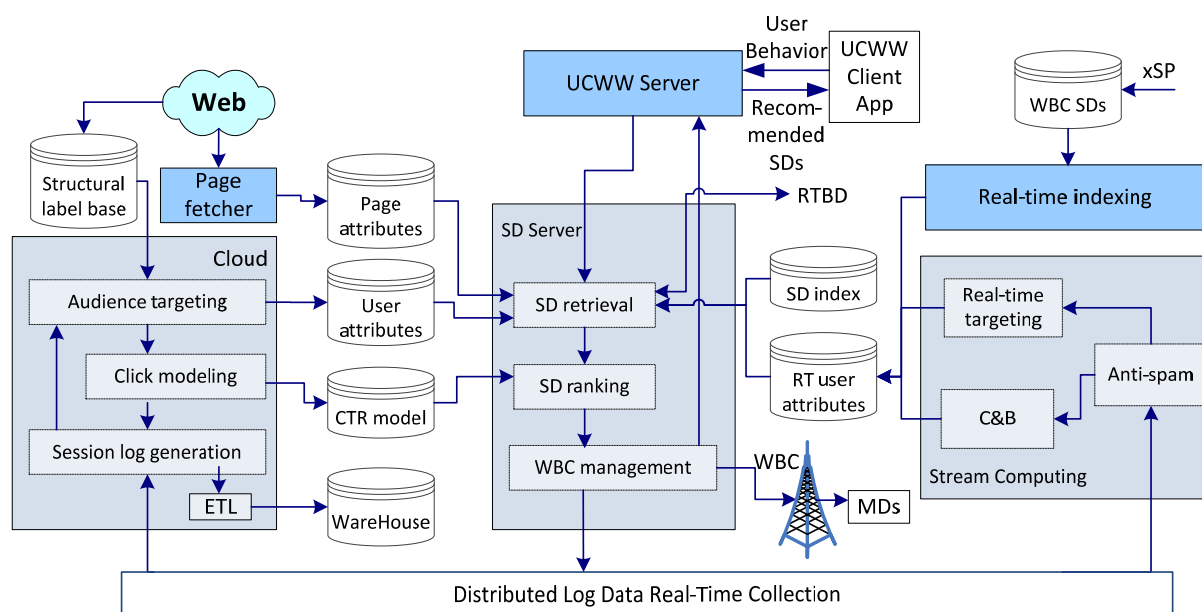 User
Behavior
UCWW
Client
App
UCWW Server
Recom-
mended
SDs
xSP
WBC SDs
Web
Structural
label base
Page
fetcher
Page
attributes
RTBD
Real-time indexing
SD Server
Cloud
Audience targeting
User
attributes
SD retrieval
SD index
Real-time
targeting
Click modeling
CTR model
SD ranking
RT user
attributes
Anti-spam
C&B
Session log generation
WBC management
WBC
Stream Computing
ETL
WareHouse
MDs
Distributed Log Data Real-Time Collection